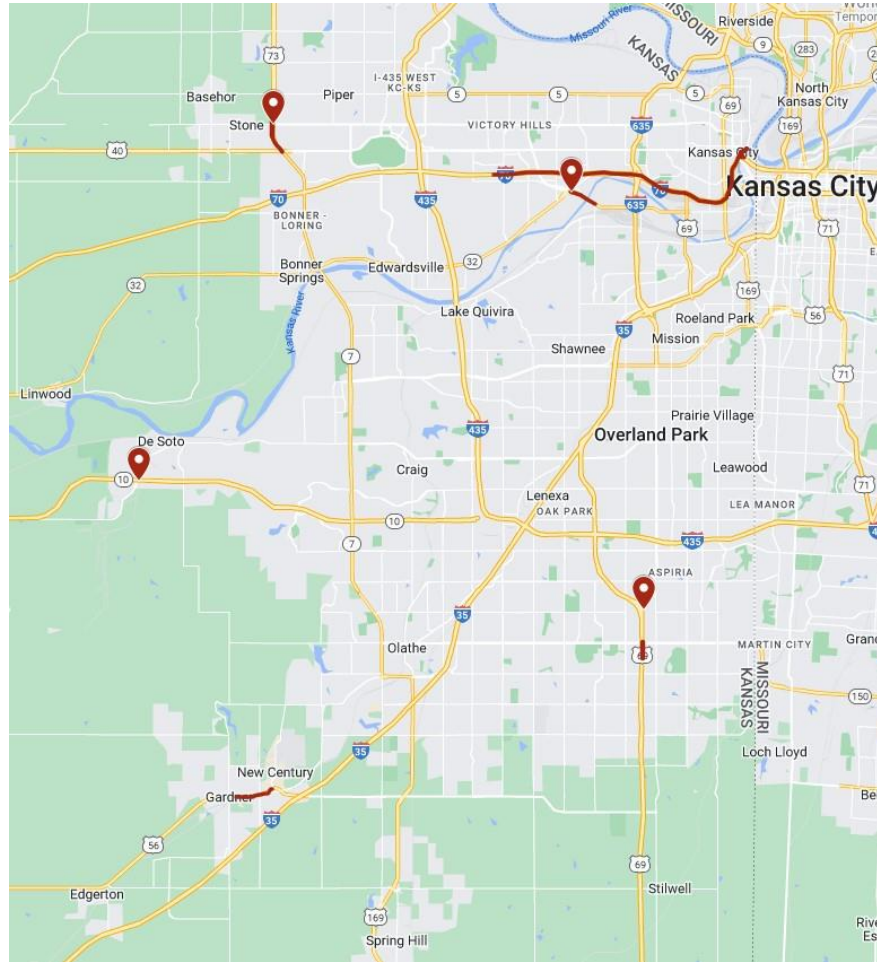 MISSOURI
KANSAS
Missouri River
Riverside
Tempora
73
9
283
I-435 WEST
KC-KS
Piper
Basehor
5
5
5
69
North
Kansas City
Stone
VICTORY HILLS
635
169
40
Kansas City
70
70
Kansas City
70
435
635
BONNER -
LORING
69
71
Bonner
Springs
Edwardsville
32
32
169
Kansas River
Lake Quivira
Roeland Park
56
35
Mission
Shawnee
7
71
Linwood
Prairie Village
435
Overland Park
De Soto
Craig
Leawood
10
71
Lenexa
LEA MANOR
OAK PARK
10
7
435
ASPIRIA
35
Olathe
MARTIN CITY
Gran
69
MISSOURI
KANSAS
150
35
Loch Lloyd
New Century
Gardner
Be
35
56
69
Edgerton
Stilwell
169
Spring Hill
Rive
Es